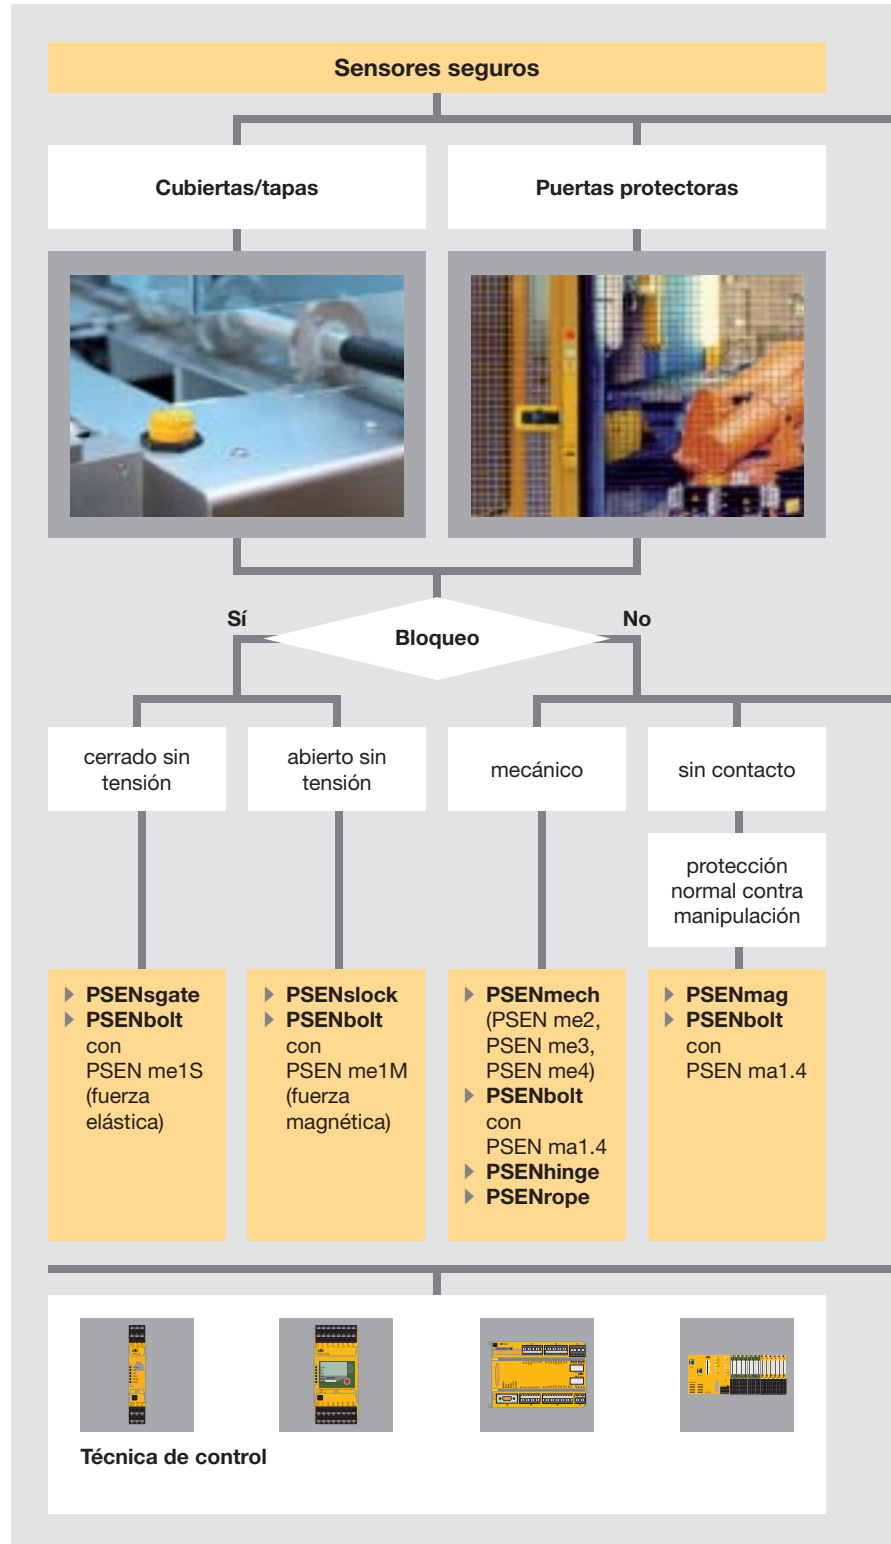 Sensores seguros
Cubiertas/tapas
Puertas protectoras
Sí
Bloqueo
No
cerrado sin
tensión
abierto sin
tensión
mecánico
sin contacto
protección
normal contra
manipulación
PSENsgate
PSENbolt
con
PSEN me1S
(fuerza
elástica)
PSENslock
PSENbolt
con
PSEN me1M
(fuerza
magnética)
PSENmech
(PSEN me2,
PSEN me3,
PSEN me4)
PSENbolt
con
PSEN ma1.4
PSENhinge
PSENrope
PSENmag
PSENbolt
con
PSEN ma1.4
Técnica de control